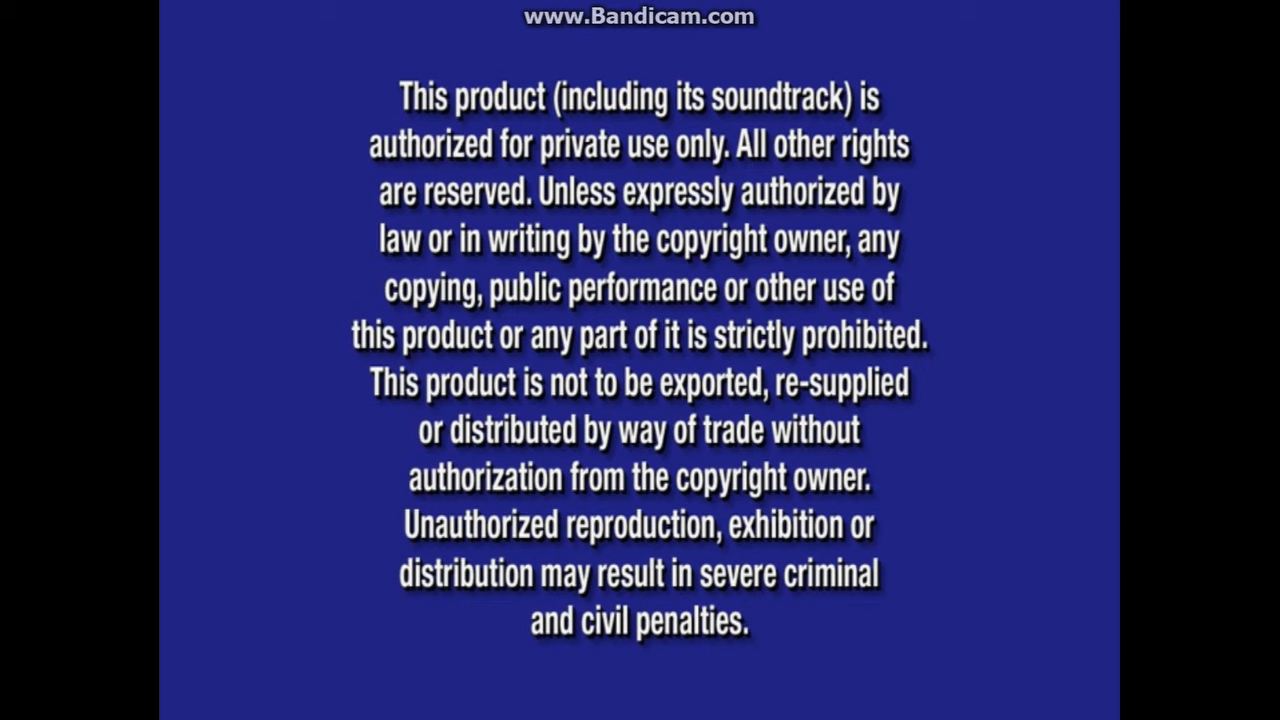 www.Bandicam.com
This product (including its soundtrack) is
authorized for private use only. All other rights
are reserved. Unless expressly authorized by
law or in writing by the copyright owner, any
copying, public performance or other use of
this product or any part of it is strictly prohibited.
This product is not to be exported, re-supplied
or distributed by way of trade without
authorization from the copyright owner.
Unauthorized reproduction, exhibition or
distribution may result in severe criminal
and civil penalties.